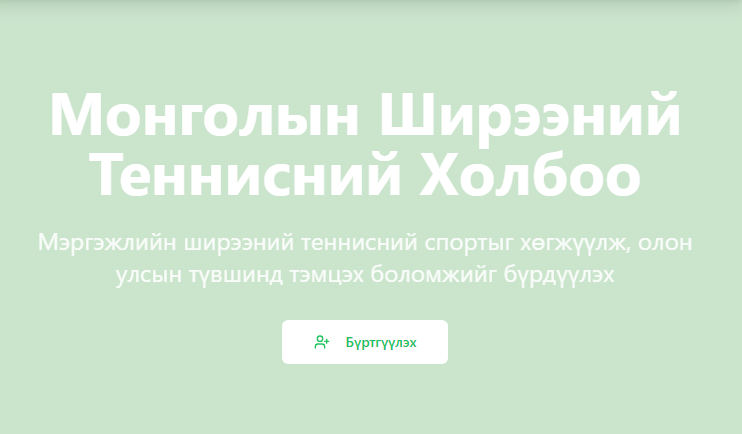 Монголын Ширээний
Теннисний Холбоо
Мэргэжлийн ширээний теннисний спортыг хөгжүүлж, олон
улсын түвшинд тэмцэх боломжийг бүрдүүлэх
Бүртгүүлэх